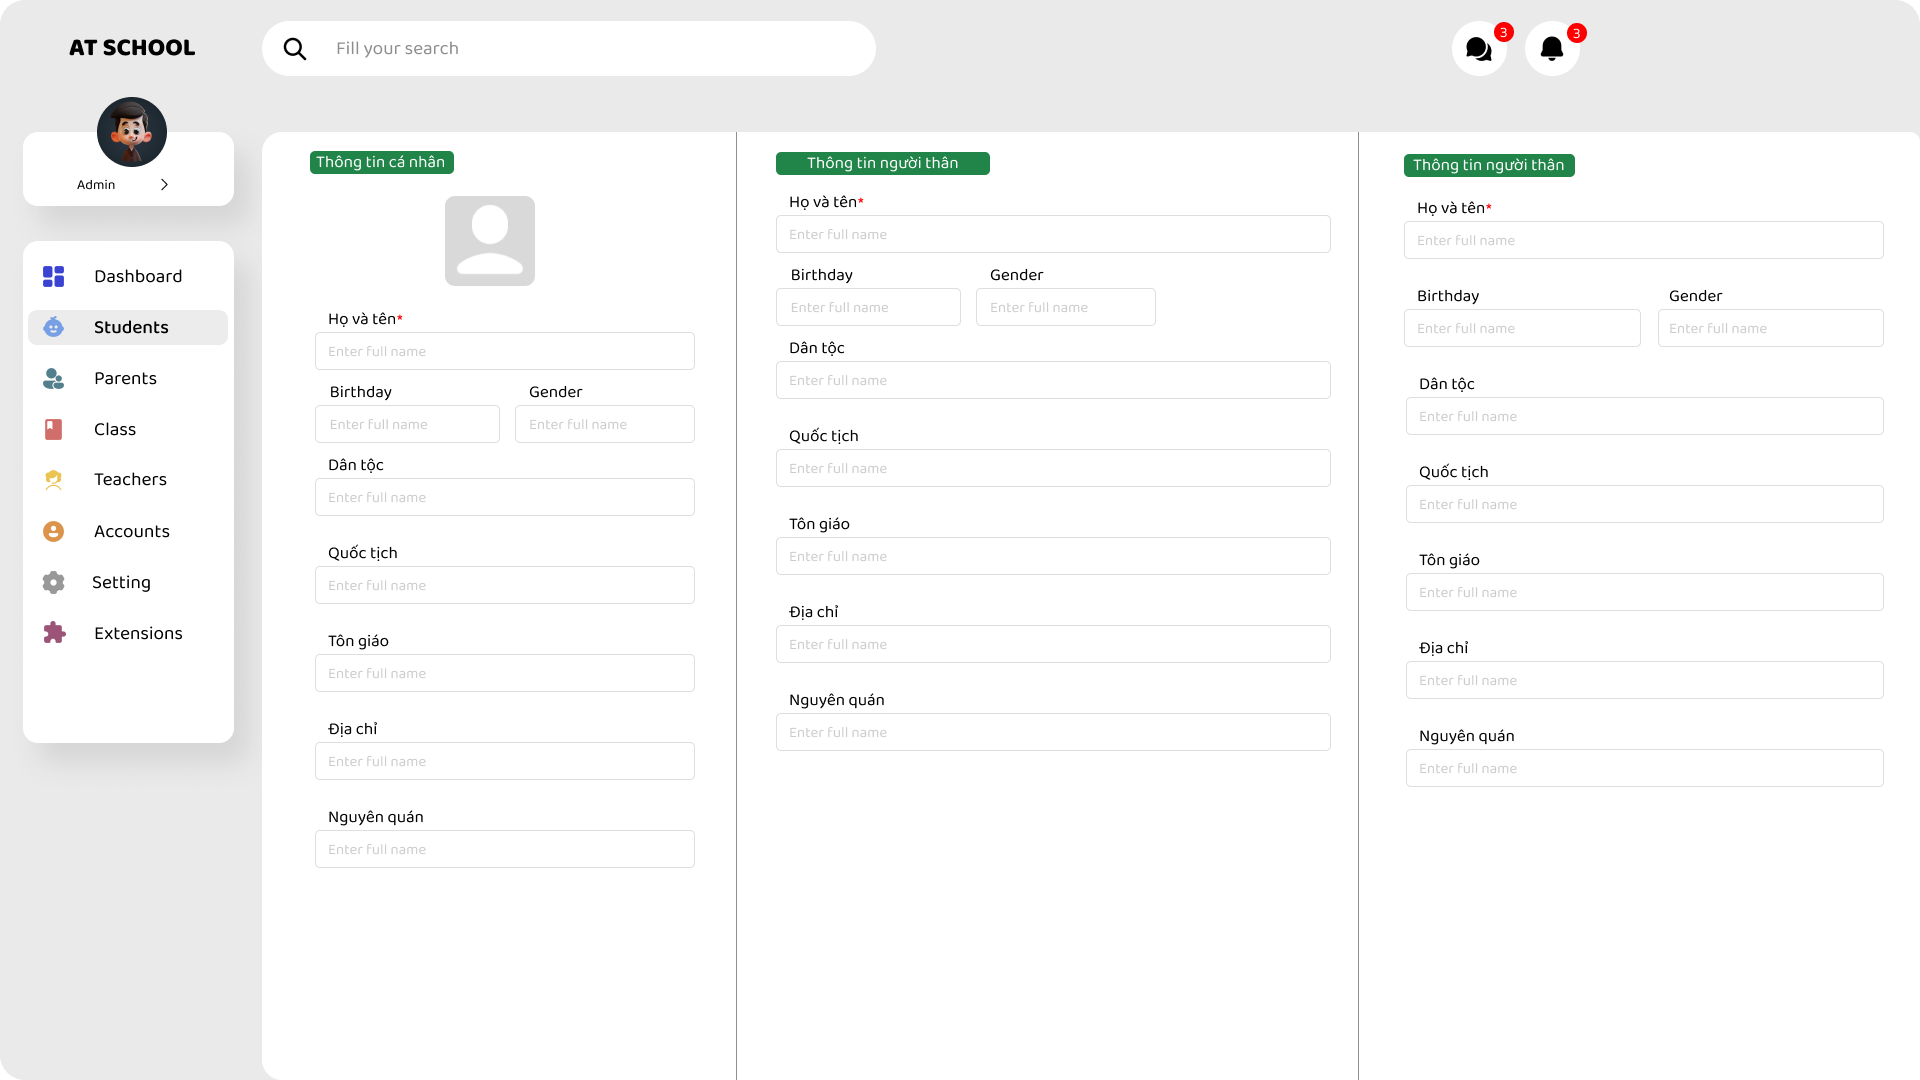 AT SCHOOL
Fill your search
3
3
Admin
Dashboard
Students
Parents
Class
Teachers
Accounts
Setting
Extensions
Thông tin cá nhân
Họ và tên*
Enter full name
Birthday
Gender
Enter full name
Enter full name
Dân tộc
Enter full name
Quốc tịch
Enter full name
Tôn giáo
Enter full name
Địa chỉ
Enter full name
Nguyên quán
Enter full name
Thông tin người thân
Họ và tên*
Enter full name
Birthday
Gender
Enter full name
Enter full name
Dân tộc
Enter full name
Quốc tịch
Enter full name
Tôn giáo
Enter full name
Địa chỉ
Enter full name
Nguyên quán
Enter full name
Thông tin người thân
Họ và tên*
Enter full name
Birthday
Gender
Enter full name
Enter full name
Dân tộc
Enter full name
Quốc tịch
Enter full name
Tôn giáo
Enter full name
Địa chỉ
Enter full name
Nguyên quán
Enter full name